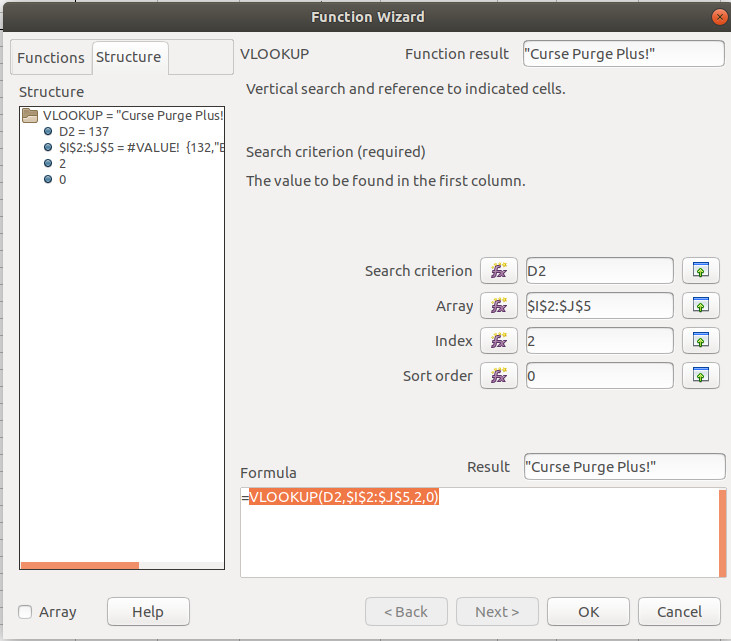 Function Wizard
Functions
Structure
VLOOKUP
Function result
"Curse Purge Plus!"
Structure
Vertical search and reference to indicated cells.
VLOOKUP = "Curse Purge Plus!
D2 = 137
$I$2:$J$5 = #VALUE! {132,"E
2
0
Search criterion (required)
The value to be found in the first column.
Search criterion
D2
Array
$I$2:$J$5
Index
2
Sort order
0
Formula
Result
"Curse Purge Plus!"
=VLOOKUP(D2,$I$2:$J$5,2,0)
Array
Help
< Back
Next >
OK
Cancel